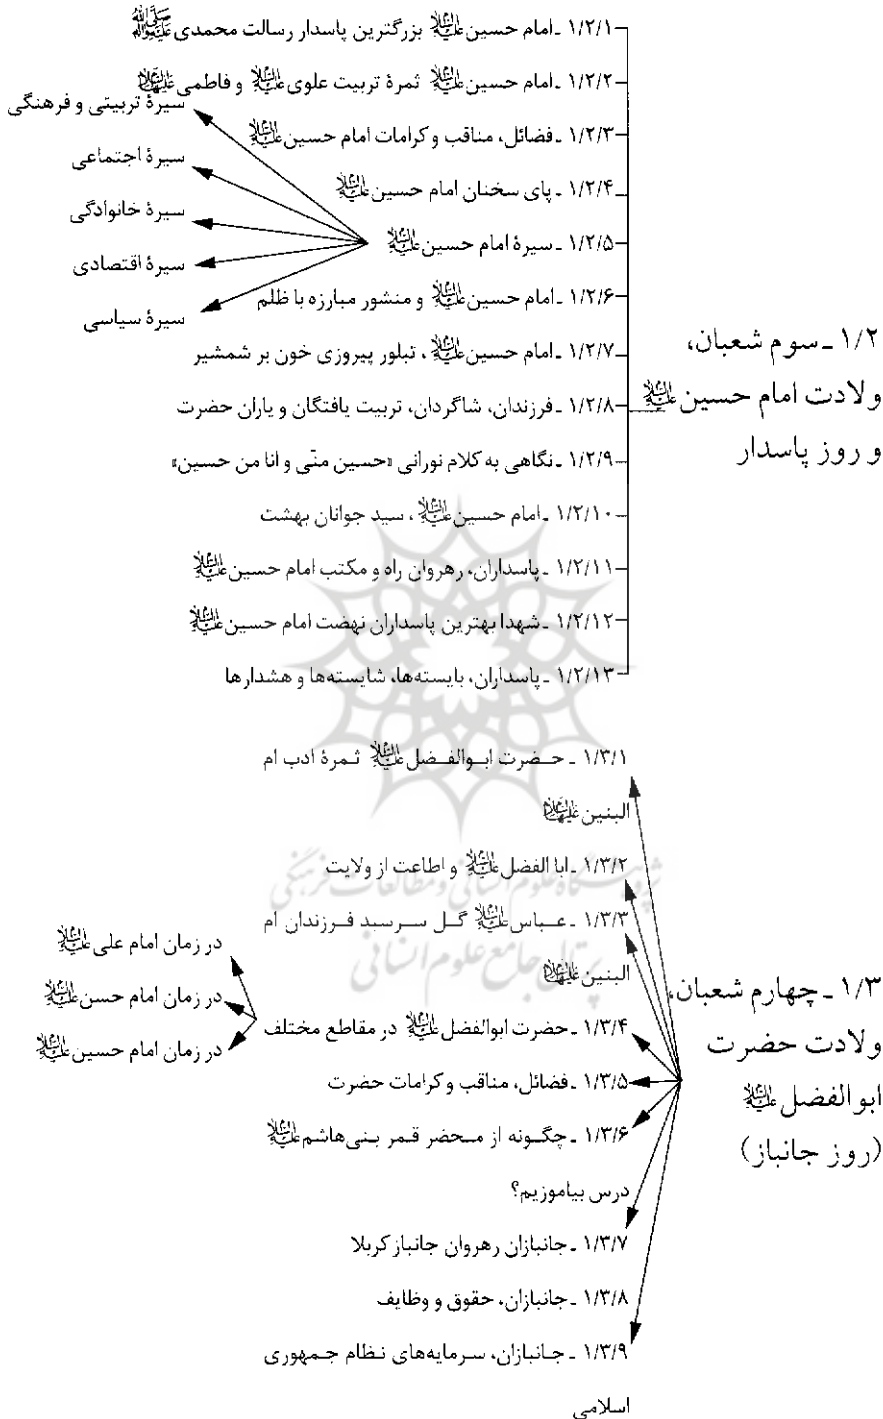 ۱/۲ ـ سوم شعبان،
ولادت امام حسین علیه‌السلام
و روز پاسدار
۱/۲/۱ ـ امام حسین علیه‌السلام بزرگترین پاسدار رسالت محمدی صلی‌الله علیه و آله
۱/۲/۲ ـ امام حسین علیه‌السلام ثمرهٔ تربیت علوی علیه‌السلام و فاطمی علیهاالسلام
۱/۲/۳ ـ فضائل، مناقب و کرامات امام حسین علیه‌السلام
۱/۲/۴ ـ پای سخنان امام حسین علیه‌السلام
۱/۲/۵ ـ سیرهٔ امام حسین علیه‌السلام
سیرهٔ تربیتی و فرهنگی
سیرهٔ اجتماعی
سیرهٔ خانوادگی
سیرهٔ اقتصادی
سیرهٔ سیاسی
۱/۲/۶ ـ امام حسین علیه‌السلام و منشور مبارزه با ظلم
۱/۲/۷ ـ امام حسین علیه‌السلام، تبلور پیروزی خون بر شمشیر
۱/۲/۸ ـ فرزندان، شاگردان، تربیت یافتگان و یاران حضرت
۱/۲/۹ ـ نگاهی به کلام نورانی «حسین منّی و انا من حسین»
۱/۲/۱۰ ـ امام حسین علیه‌السلام، سید جوانان بهشت
۱/۲/۱۱ ـ پاسداران، رهروان راه و مکتب امام حسین علیه‌السلام
۱/۲/۱۲ ـ شهدا بهترین پاسداران نهضت امام حسین علیه‌السلام
۱/۲/۱۳ ـ پاسداران، بایسته‌ها، شایسته‌ها و هشدارها
۱/۳ ـ چهارم شعبان،
ولادت حضرت
ابوالفضل علیه‌السلام
(روز جانباز)
۱/۳/۱ ـ حضرت ابوالفضل علیه‌السلام ثمرهٔ ادب ام
البنین علیهاالسلام
۱/۳/۲ ـ ابا الفضل علیه‌السلام و اطاعت از ولایت
۱/۳/۳ ـ عباس علیه‌السلام گل سرسبد فرزندان ام
البنین علیهاالسلام
۱/۳/۴ ـ حضرت ابوالفضل علیه‌السلام در مقاطع مختلف
در زمان امام علی علیه‌السلام
در زمان امام حسن علیه‌السلام
در زمان امام حسین علیه‌السلام
۱/۳/۵ ـ فضائل، مناقب و کرامات حضرت
۱/۳/۶ ـ چگونه از محضر قمر بنی‌هاشم علیه‌السلام
درس بیاموزیم؟
۱/۳/۷ ـ جانبازان رهروان جانباز کربلا
۱/۳/۸ ـ جانبازان، حقوق و وظایف
۱/۳/۹ ـ جانبازان، سرمایه‌های نظام جمهوری
اسلامی
پژوهشگاه علوم انسانی و مطالعات فرهنگی
پرتال جامع علوم انسانی